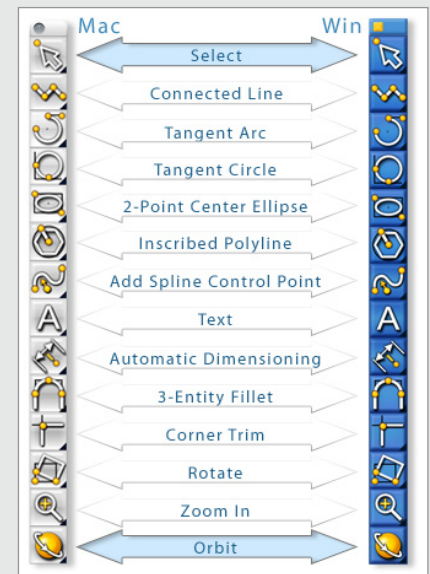 Mac Win
Select
Connected Line
Tangent Arc
Tangent Circle
2-Point Center Ellipse
Inscribed Polyline
Add Spline Control Point
Text
Automatic Dimensioning
3-Entity Fillet
Corner Trim
Rotate
Zoom In
Orbit